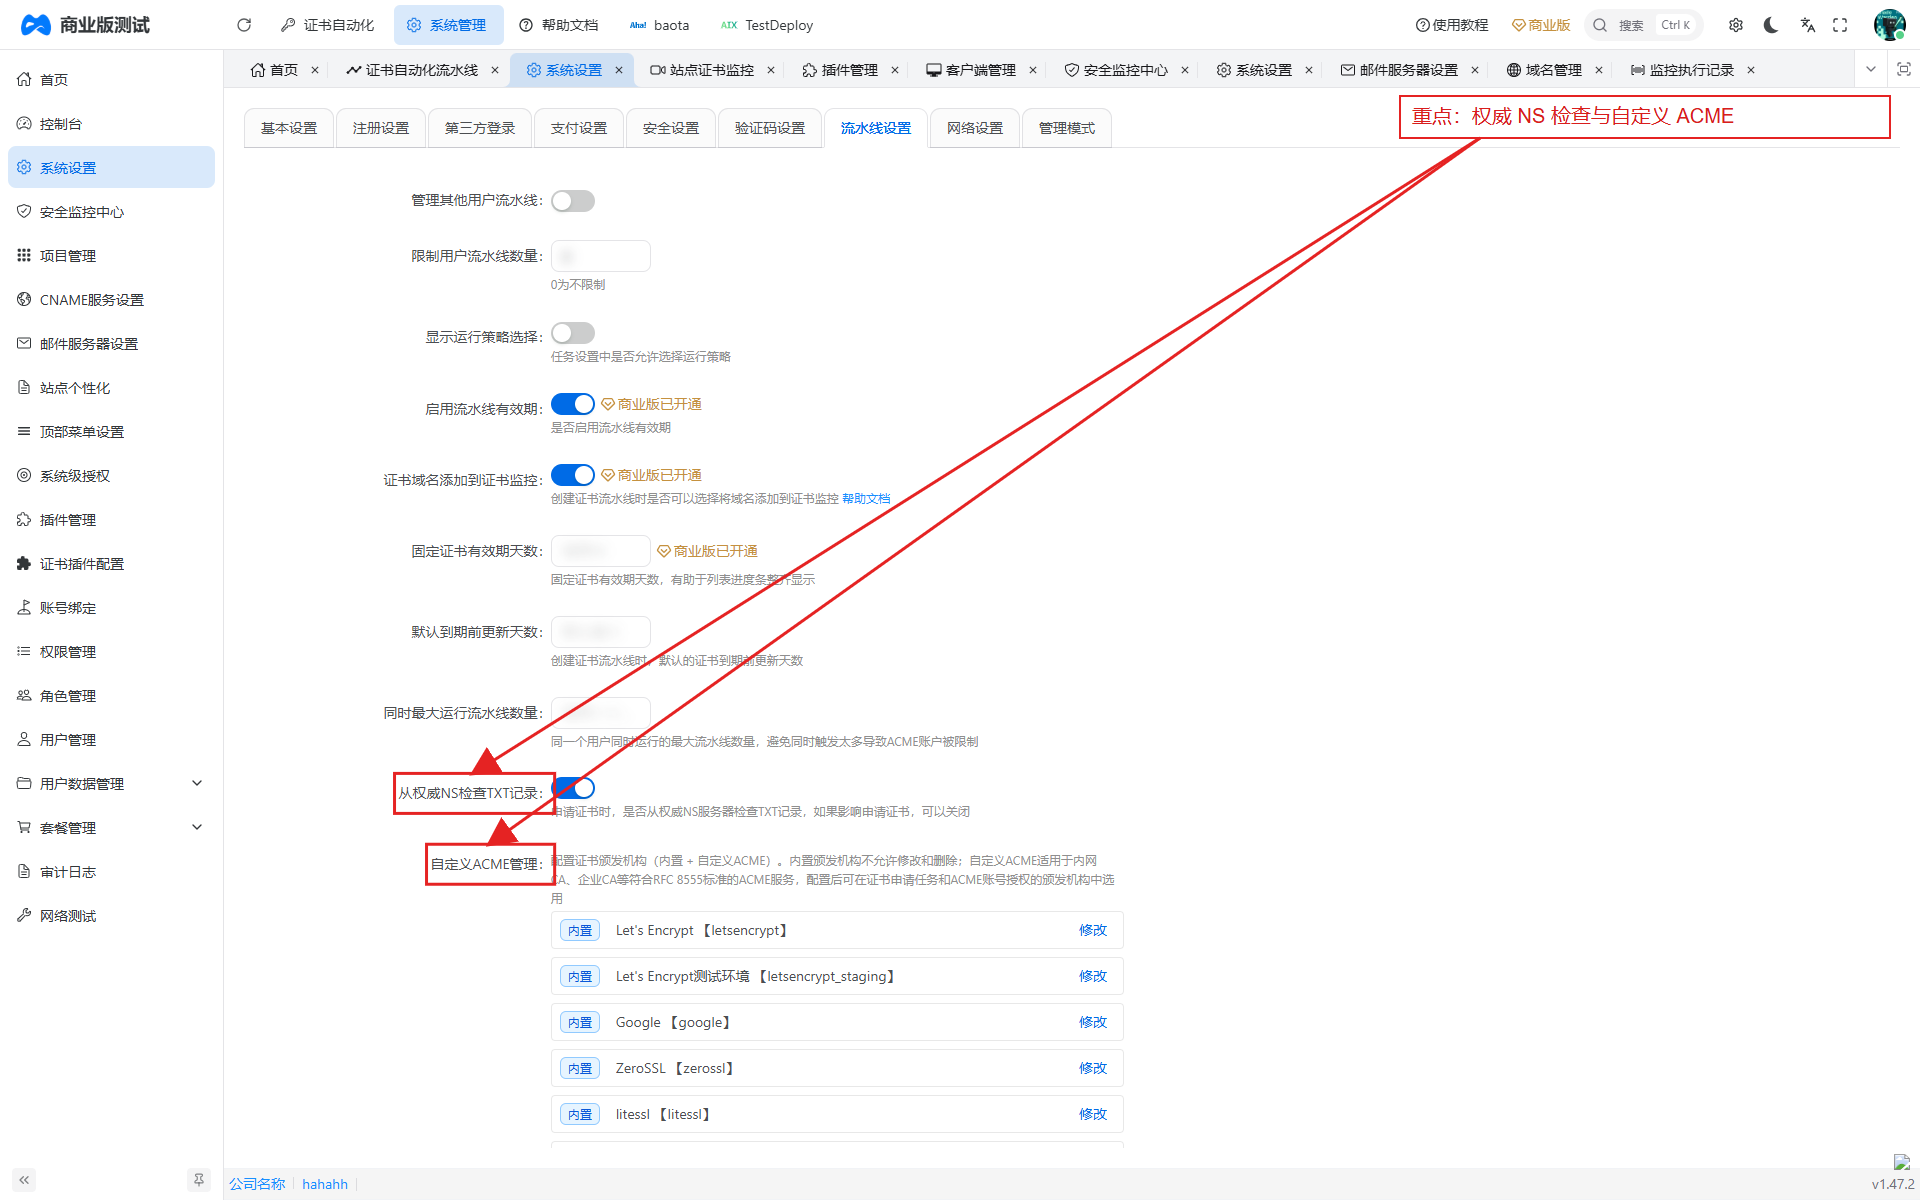 商业版测试
证书自动化
系统管理
帮助文档
Aha! baota
AIX TestDeploy
使用教程
商业版
搜索 Ctrl K
首页
证书自动化流水线
系统设置
站点证书监控
插件管理
客户端管理
安全监控中心
系统设置
邮件服务器设置
域名管理
监控执行记录
首页
控制台
系统设置
安全监控中心
项目管理
CNAME服务设置
邮件服务器设置
站点个性化
顶部菜单设置
系统级授权
插件管理
证书插件配置
账号绑定
权限管理
角色管理
用户管理
用户数据管理
套餐管理
审计日志
网络测试
基本设置
注册设置
第三方登录
支付设置
安全设置
验证码设置
流水线设置
网络设置
管理模式
重点：权威 NS 检查与自定义 ACME
管理其他用户流水线：
限制用户流水线数量：
0为不限制
显示运行策略选择：
任务设置中是否允许选择运行策略
启用流水线有效期： 商业版已开通
是否启用流水线有效期
证书域名添加到证书监控： 商业版已开通
创建证书流水线时是否可以选择将域名添加到证书监控 帮助文档
固定证书有效期天数： 商业版已开通
固定证书有效期天数，有助于列表进度条整齐显示
默认到期前更新天数：
创建证书流水线时，默认的证书到期前更新天数
同时最大运行流水线数量：
同一个用户同时运行的最大流水线数量，避免同时触发太多导致ACME账户被限制
从权威NS检查TXT记录：
申请证书时，是否从权威NS服务器检查TXT记录，如果影响申请证书，可以关闭
自定义ACME管理：
配置证书颁发机构（内置 + 自定义ACME）。内置颁发机构不允许修改和删除；自定义ACME适用于内网
CA、企业CA等符合RFC 8555标准的ACME服务，配置后可在证书申请任务和ACME账号授权的颁发机构中选
用
内置 Let's Encrypt 【letsencrypt】 修改
内置 Let's Encrypt测试环境 【letsencrypt_staging】 修改
内置 Google 【google】 修改
内置 ZeroSSL 【zerossl】 修改
内置 litessl 【litessl】 修改
公司名称 hahahh
v1.47.2